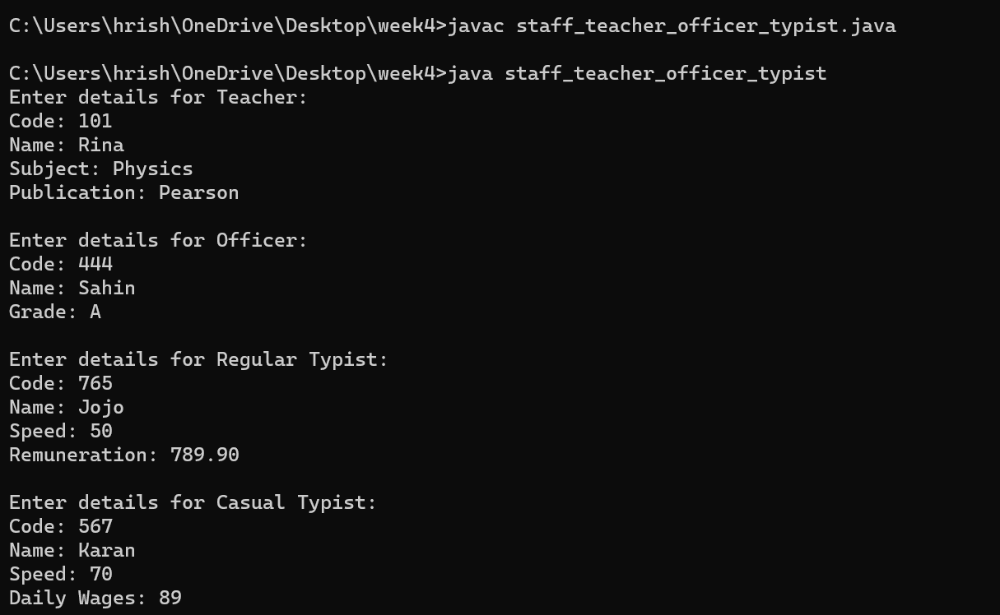 C:\Users\hrish\OneDrive\Desktop\week4>javac staff_teacher_officer_typist.java
C:\Users\hrish\OneDrive\Desktop\week4>java staff_teacher_officer_typist
Enter details for Teacher:
Code: 101
Name: Rina
Subject: Physics
Publication: Pearson
Enter details for Officer:
Code: 444
Name: Sahin
Grade: A
Enter details for Regular Typist:
Code: 765
Name: Jojo
Speed: 50
Remuneration: 789.90
Enter details for Casual Typist:
Code: 567
Name: Karan
Speed: 70
Daily Wages: 89